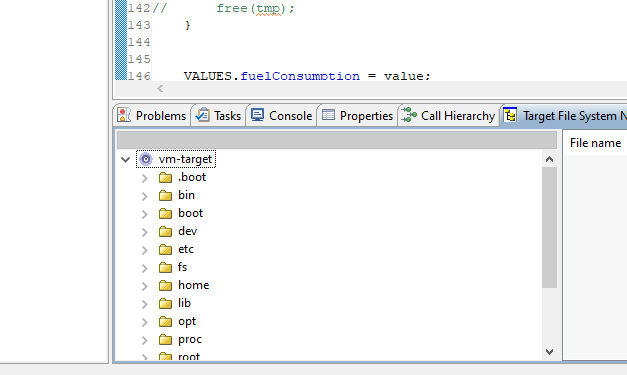 142//      free(tmp);
143    }
144
145
146    VALUES.fuelConsumption = value;
Problems Tasks Console Properties Call Hierarchy Target File System N
File name
vm-target
.boot
bin
boot
dev
etc
fs
home
lib
opt
proc
root